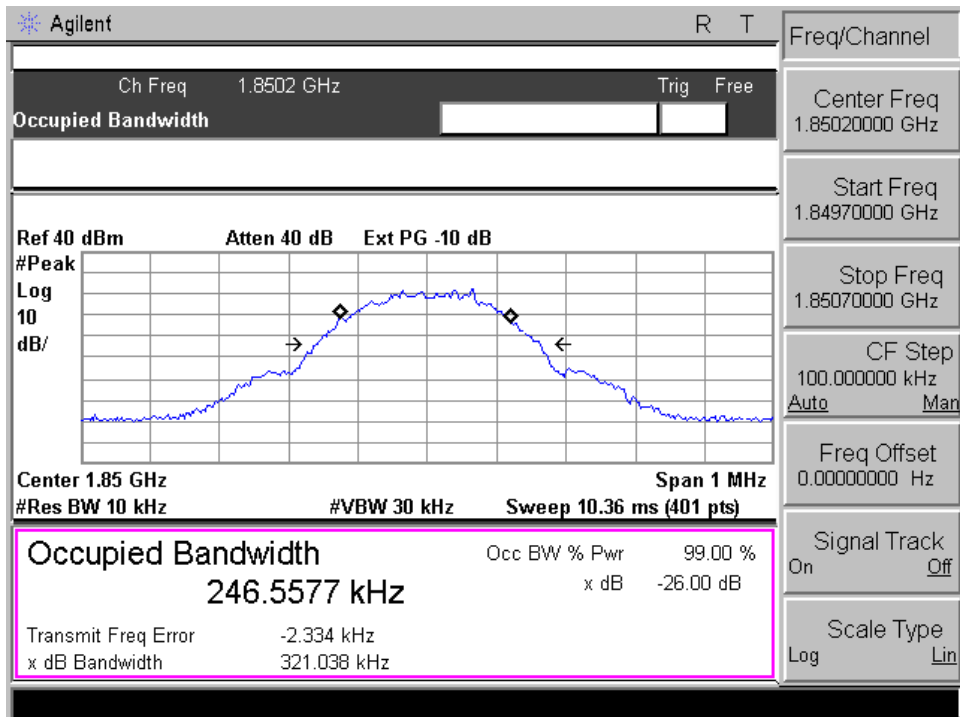 Agilent R T
Ch Freq 1.8502 GHz Trig Free
Occupied Bandwidth
Ref 40 dBm Atten 40 dB Ext PG -10 dB
#Peak
Log
10
dB/
Center 1.85 GHz Span 1 MHz
#Res BW 10 kHz #VBW 30 kHz Sweep 10.36 ms (401 pts)
Occupied Bandwidth
246.5577 kHz
Occ BW % Pwr 99.00 %
x dB -26.00 dB
Transmit Freq Error -2.334 kHz
x dB Bandwidth 321.038 kHz
Freq/Channel
Center Freq
1.85020000 GHz
Start Freq
1.84970000 GHz
Stop Freq
1.85070000 GHz
CF Step
100.000000 kHz
Auto Man
Freq Offset
0.00000000 Hz
Signal Track
On Off
Scale Type
Log Lin